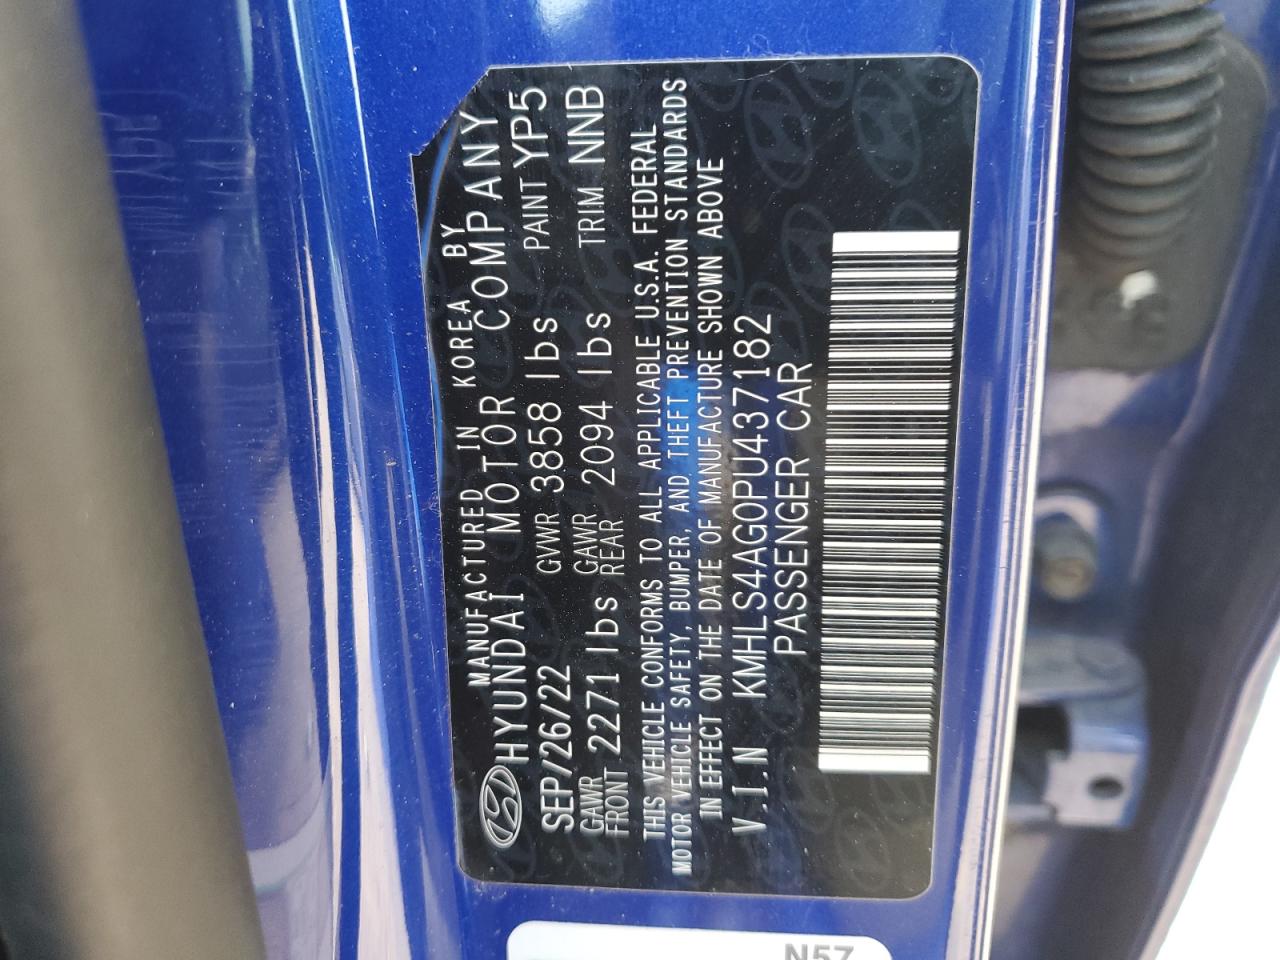 MANUFACTURED IN KOREA BY
HYUNDAI MOTOR COMPANY
SEP/26/22 GVWR 3858 lbs PAINT YP5
GAWR FRONT 2271 lbs GAWR REAR 2094 lbs TRIM NNB
THIS VEHICLE CONFORMS TO ALL APPLICABLE U.S.A. FEDERAL
MOTOR VEHICLE SAFETY, BUMPER, AND THEFT PREVENTION STANDARDS
IN EFFECT ON THE DATE OF MANUFACTURE SHOWN ABOVE
V.I.N KMHLS4AG0PU437182
PASSENGER CAR
N57